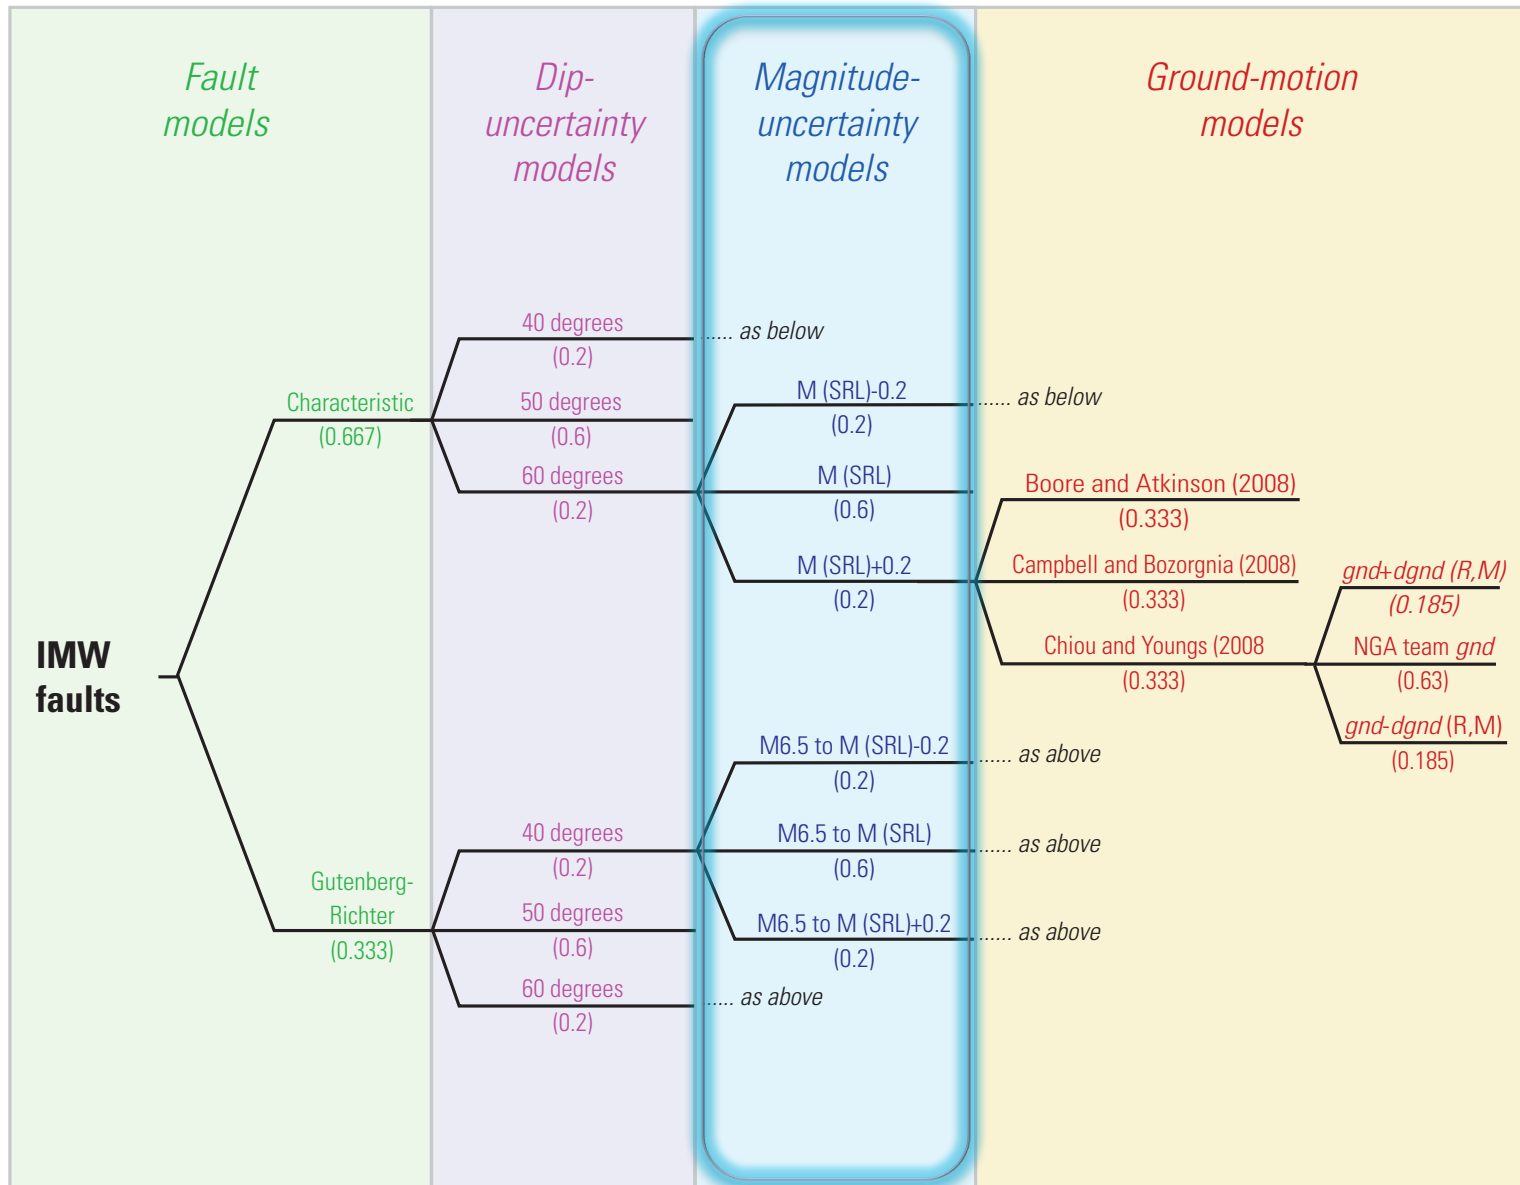 Fault
models
Dip-
uncertainty
models
Magnitude-
uncertainty
models
Ground-motion
models
IMW
faults
Characteristic
(0.667)
Gutenberg-
Richter
(0.333)
40 degrees
(0.2)
50 degrees
(0.6)
60 degrees
(0.2)
40 degrees
(0.2)
50 degrees
(0.6)
60 degrees
(0.2)
...... as below
M (SRL)-0.2
(0.2)
M (SRL)
(0.6)
M (SRL)+0.2
(0.2)
M6.5 to M (SRL)-0.2
(0.2)
M6.5 to M (SRL)
(0.6)
M6.5 to M (SRL)+0.2
(0.2)
...... as above
...... as below
Boore and Atkinson (2008)
(0.333)
Campbell and Bozorgnia (2008)
(0.333)
Chiou and Youngs (2008
(0.333)
gnd+dgnd (R,M)
(0.185)
NGA team gnd
(0.63)
gnd-dgnd (R,M)
(0.185)
...... as above
...... as above
...... as above